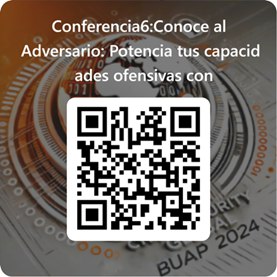 Conferencia6:Conoce al
Adversario: Potencia tus capacid
ades ofensivas con
BUAP 2024